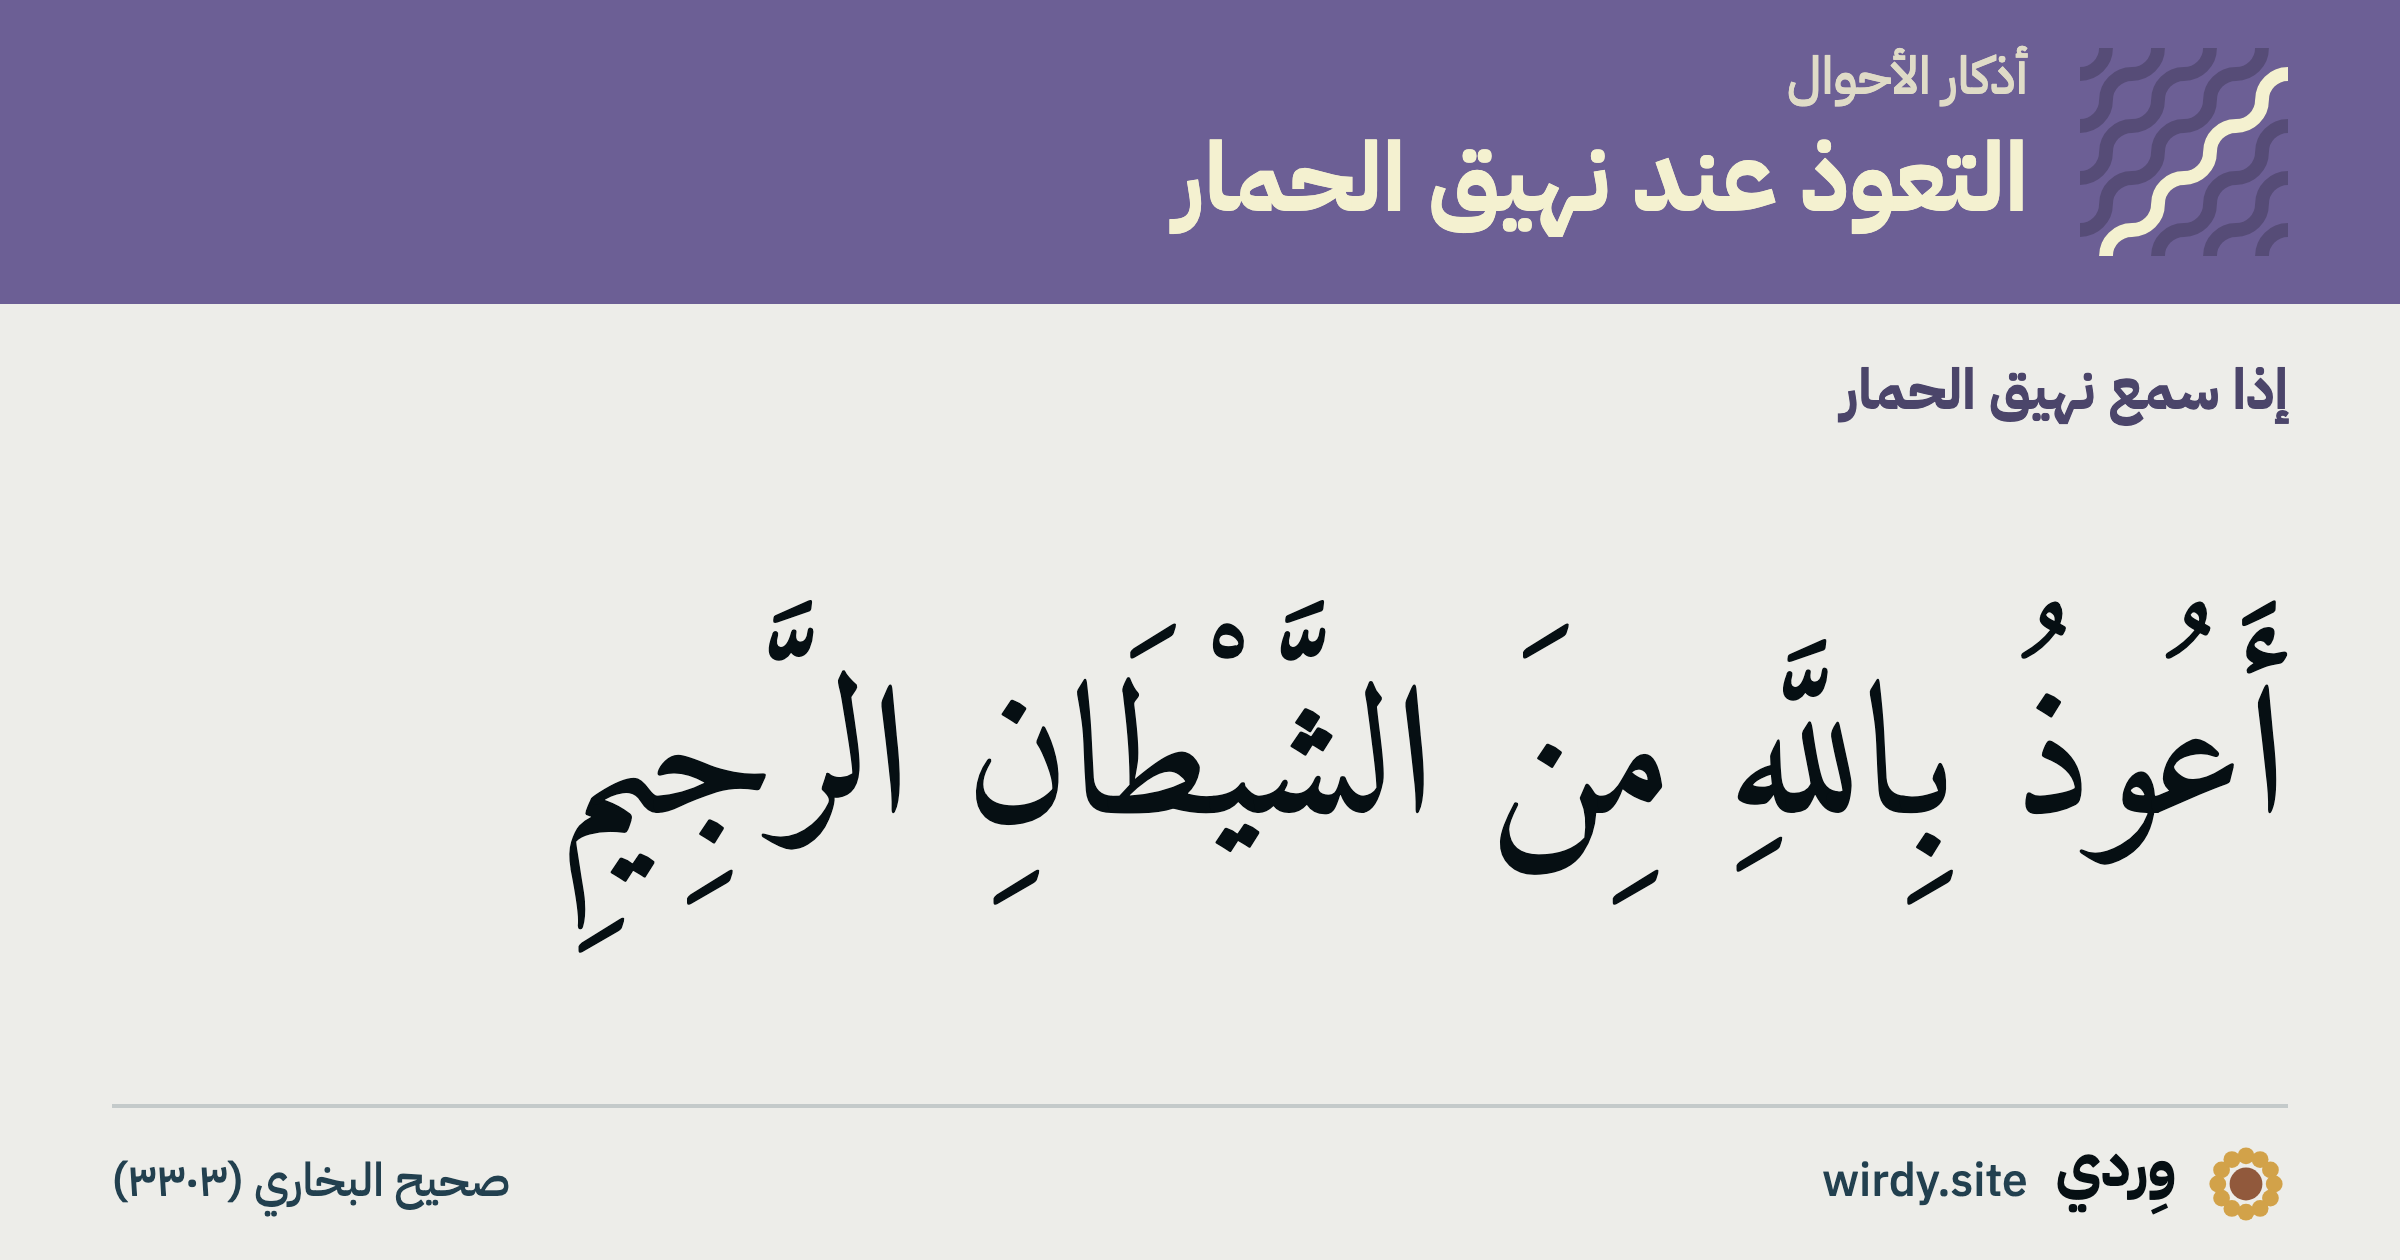 أذكار الأحوال
التعوذ عند نهيق الحمار
إذا سمع نهيق الحمار
أَعُوذُ بِاللَّهِ مِنَ الشَّيْطَانِ الرَّجِيمِ
وِردي wirdy.site
صحيح البخاري (٣٣٠٣)